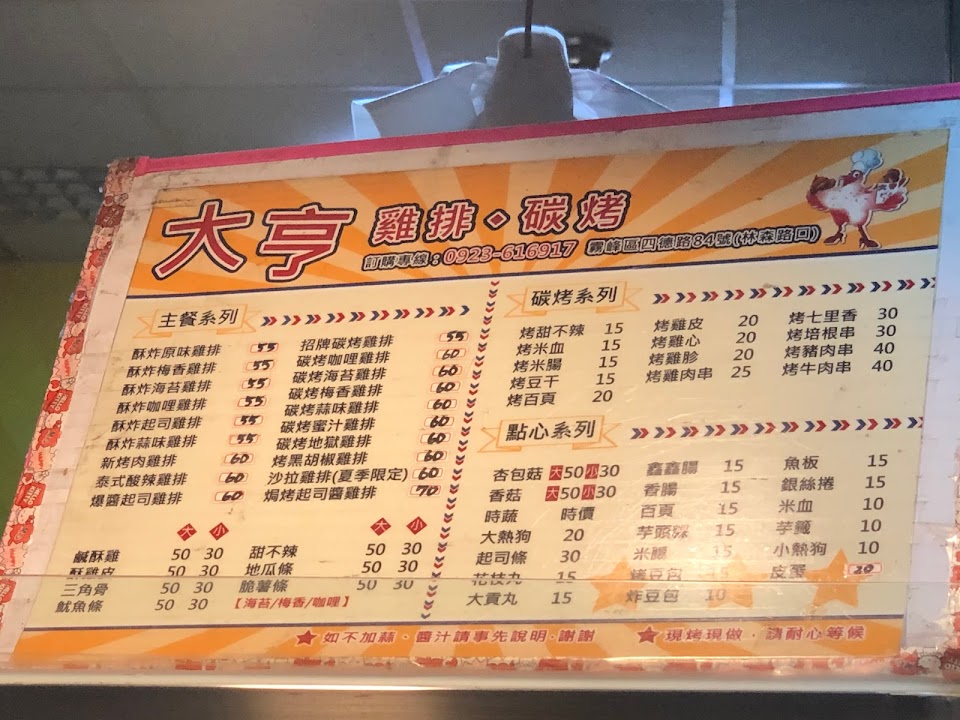 大亨 雞排•碳烤
訂購專線：0923-616917 霧峰區四德路84號(林森路口)
主餐系列
酥炸原味雞排 55
酥炸梅香雞排 55
酥炸海苔雞排 55
酥炸咖哩雞排 55
酥炸起司雞排 55
酥炸蒜味雞排 55
新烤肉雞排 60
泰式酸辣雞排 60
爆醬起司雞排 60
招牌碳烤雞排 55
碳烤咖哩雞排 60
碳烤海苔雞排 60
碳烤梅香雞排 60
碳烤蒜味雞排 60
碳烤蜜汁雞排 60
碳烤地獄雞排 60
烤黑胡椒雞排 60
沙拉雞排(夏季限定) 60
焗烤起司醬雞排 70
大 小
鹹酥雞 50 30
酥雞皮 50 30
三角骨 50 30
魷魚條 50 30
大 小
甜不辣 50 30
地瓜條 50 30
脆薯條 50 30
【海苔/梅香/咖哩】
碳烤系列
烤甜不辣 15
烤米血 15
烤米腸 15
烤豆干 15
烤百頁 20
烤雞皮 20
烤雞心 20
烤雞胗 20
烤雞肉串 25
烤七里香 30
烤培根串 30
烤豬肉串 40
烤牛肉串 40
點心系列
杏包菇 大50小30
香菇 大50小30
時蔬 時價
大熱狗 20
起司條 30
花枝丸 15
大貢丸 15
鑫鑫腸 15
香腸 15
百頁 15
芋頭粿 15
米腸 15
烤豆包 15
炸豆包 10
魚板 15
銀絲捲 15
米血 10
芋籤 10
小熱狗 10
皮蛋 20
★如不加蒜、醬汁請事先說明,謝謝 ★現烤現做，請耐心等候